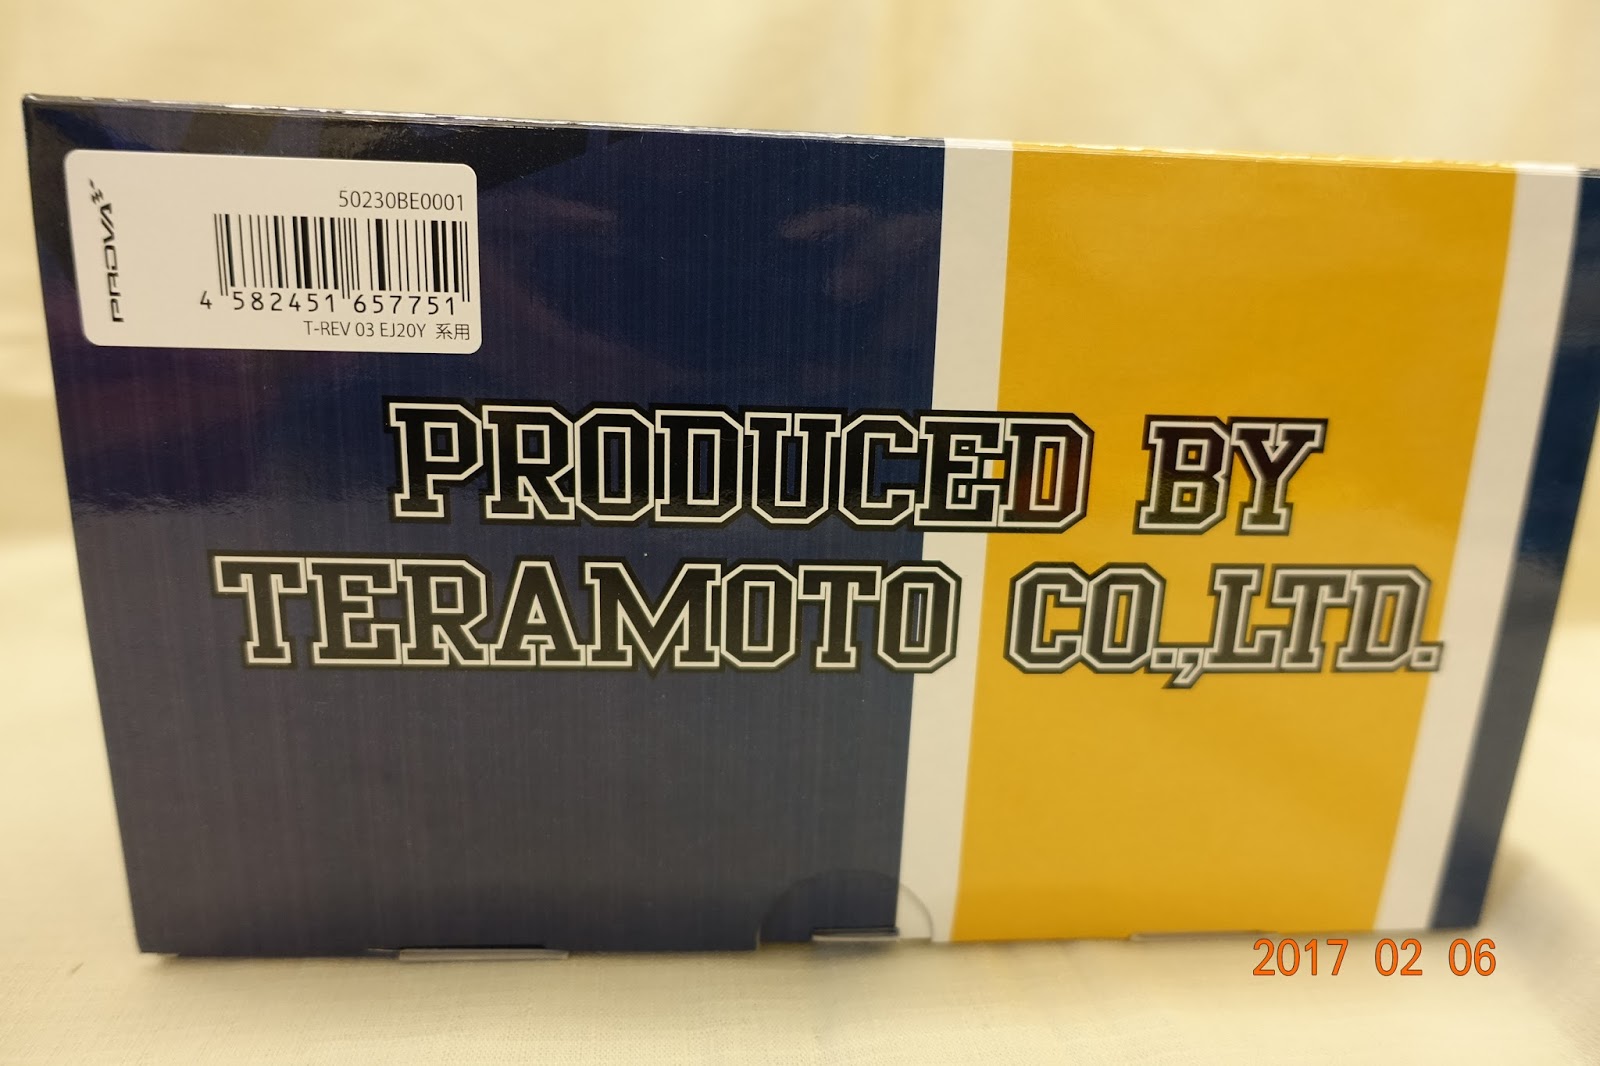 PROVA
50230BE0001
4 582451 657751
T-REV 03 EJ20Y 系用
PRODUCED BY
TERAMOTO CO.,LTD.
2017 02 06